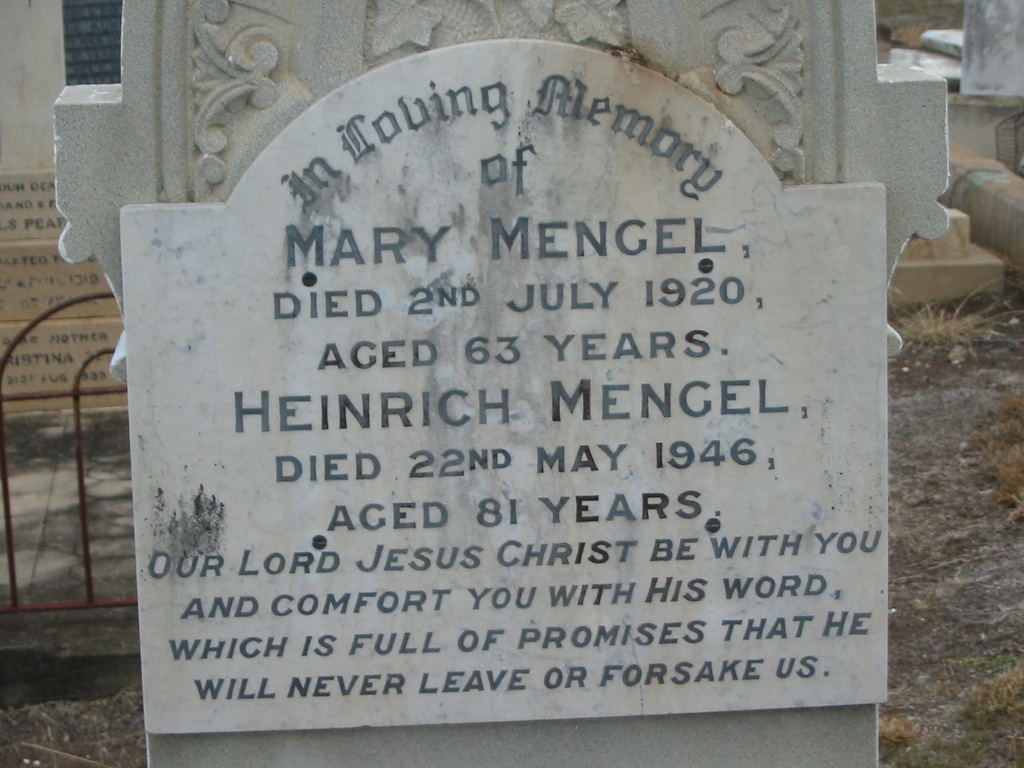 In Loving Memory
of
MARY MENGEL,
DIED 2ND JULY 1920,
AGED 63 YEARS.
HEINRICH MENGEL,
DIED 22ND MAY 1946,
AGED 81 YEARS.
OUR LORD JESUS CHRIST BE WITH YOU
AND COMFORT YOU WITH HIS WORD,
WHICH IS FULL OF PROMISES THAT HE
WILL NEVER LEAVE OR FORSAKE US.